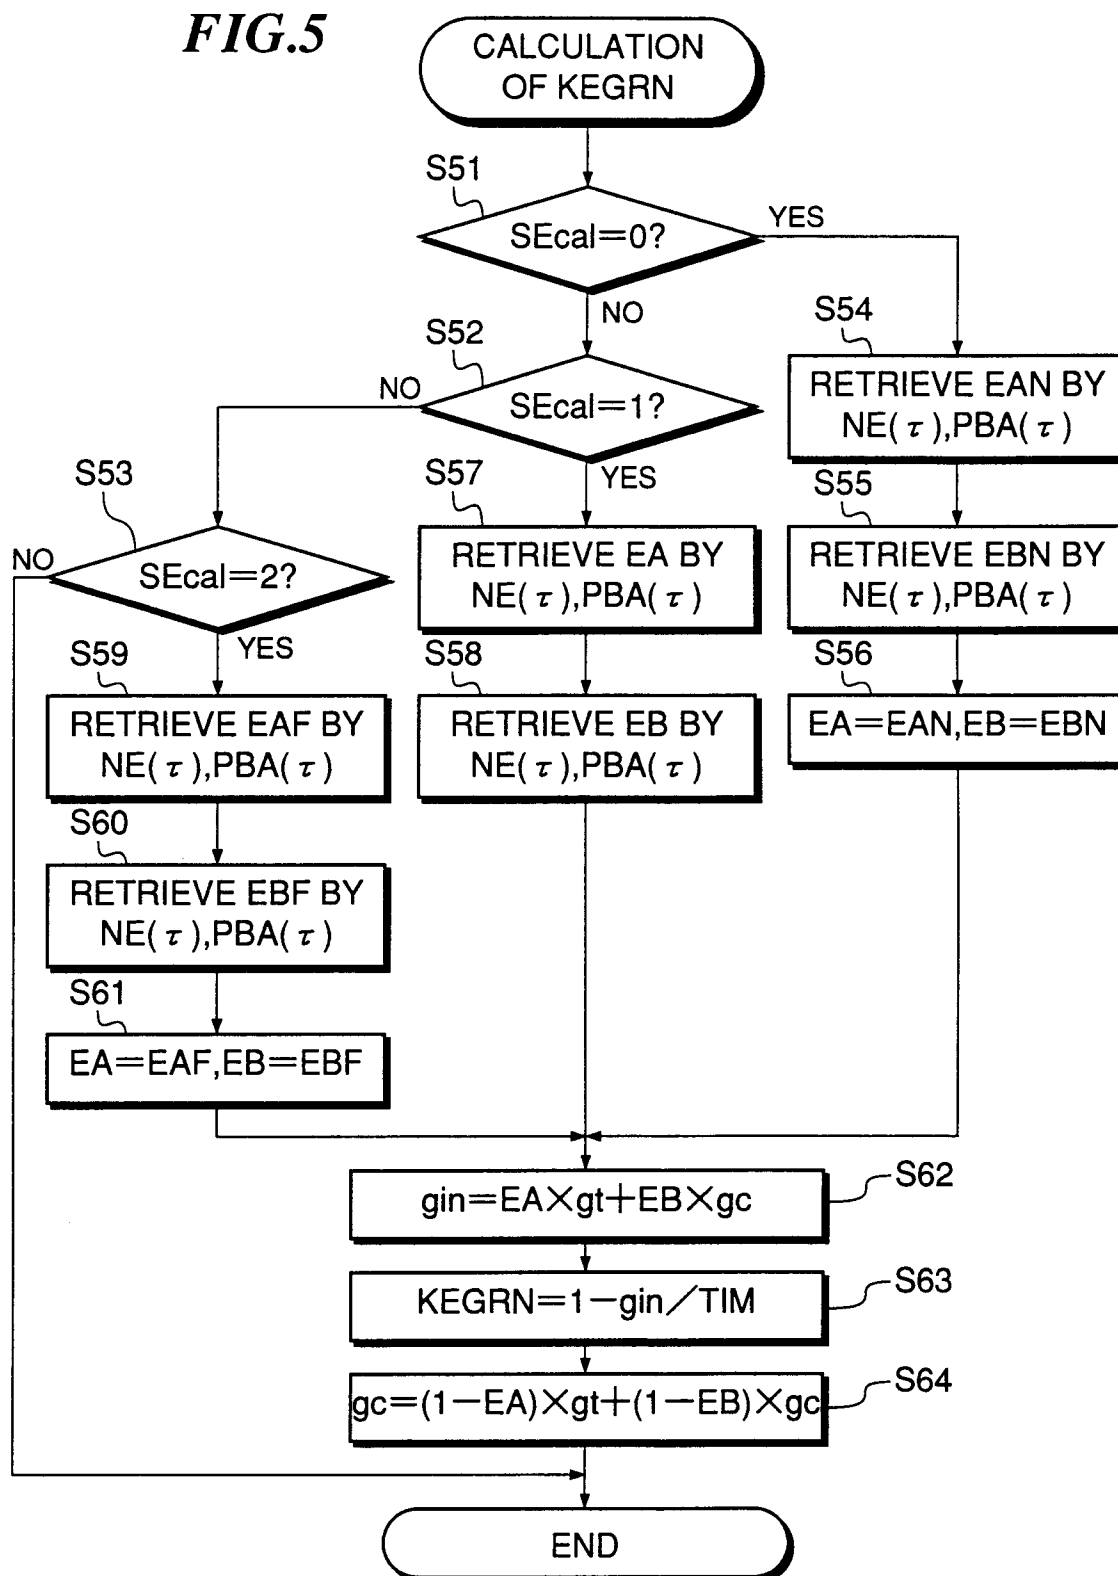 FIG.5
CALCULATION
OF KEGRN
S51
SEcal=0?
YES
NO
S52
SEcal=1?
NO
YES
S53
SEcal=2?
NO
YES
S54
RETRIEVE EAN BY
NE(τ),PBA(τ)
S55
RETRIEVE EBN BY
NE(τ),PBA(τ)
S56
EA=EAN,EB=EBN
S57
RETRIEVE EA BY
NE(τ),PBA(τ)
S58
RETRIEVE EB BY
NE(τ),PBA(τ)
S59
RETRIEVE EAF BY
NE(τ),PBA(τ)
S60
RETRIEVE EBF BY
NE(τ),PBA(τ)
S61
EA=EAF,EB=EBF
gin=EA×gt+EB×gc
S62
KEGRN=1−gin/TIM
S63
gc=(1−EA)×gt+(1−EB)×gc
S64
END